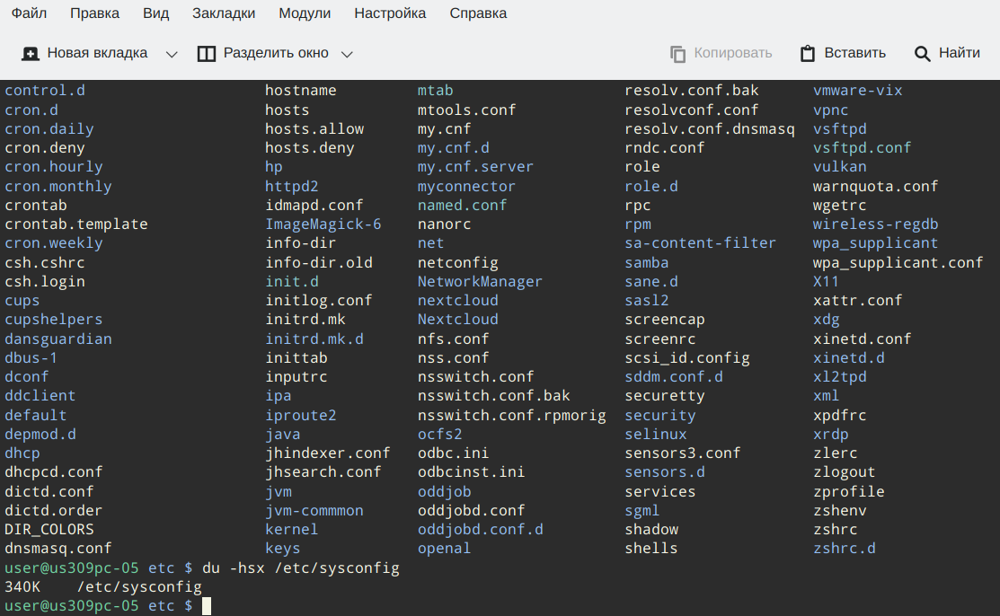 Файл Правка Вид Закладки Модули Настройка Справка
Новая вкладка Разделить окно Копировать Вставить Найти
control.d hostname mtab resolv.conf.bak vmware-vix
cron.d hosts mtools.conf resolvconf.conf vpnc
cron.daily hosts.allow my.cnf resolv.conf.dnsmasq vsftpd
cron.deny hosts.deny my.cnf.d rndc.conf vsftpd.conf
cron.hourly hp my.cnf.server role vulkan
cron.monthly httpd2 myconnector role.d warnquota.conf
crontab idmapd.conf named.conf rpc wgetrc
crontab.template ImageMagick-6 nanorc rpm wireless-regdb
cron.weekly info-dir net sa-content-filter wpa_supplicant
csh.cshrc info-dir.old netconfig samba wpa_supplicant.conf
csh.login init.d NetworkManager sane.d X11
cups initlog.conf nextcloud sasl2 xattr.conf
cupshelpers initrd.mk Nextcloud screencap xdg
dansguardian initrd.mk.d nfs.conf screenrc xinetd.conf
dbus-1 inittab nss.conf scsi_id.config xinetd.d
dconf inputrc nsswitch.conf sddm.conf.d xl2tpd
ddclient ipa nsswitch.conf.bak securetty xml
default iproute2 nsswitch.conf.rpmorig security xpdfrc
depmod.d java ocfs2 selinux xrdp
dhcp jhindexer.conf odbc.ini sensors3.conf zlerc
dhcpcd.conf jhsearch.conf odbcinst.ini sensors.d zlogout
dictd.conf jvm oddjob services zprofile
dictd.order jvm-commmon oddjobd.conf sgml zshenv
DIR_COLORS kernel oddjobd.conf.d shadow zshrc
dnsmasq.conf keys openal shells zshrc.d
user@us309pc-05 etc $ du -hsx /etc/sysconfig
340K /etc/sysconfig
user@us309pc-05 etc $